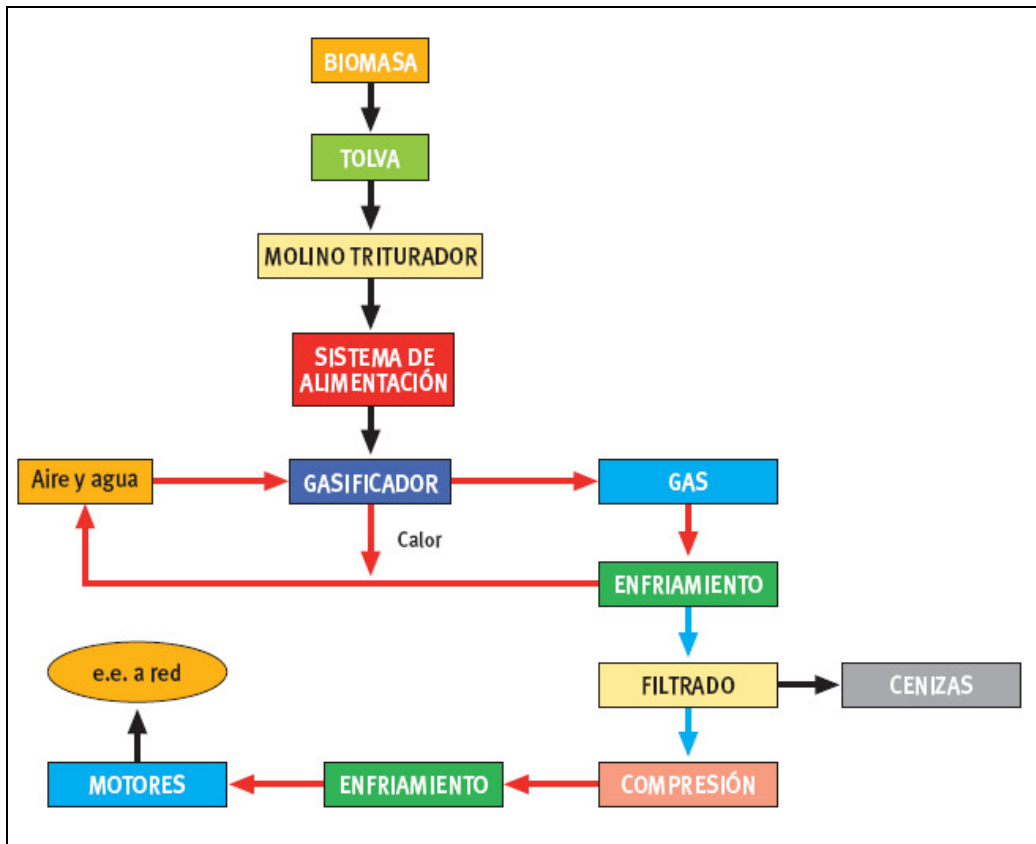 BIOMASA
TOLVA
MOLINO TRITURADOR
SISTEMA DE
ALIMENTACIÓN
Aire y agua
GASIFICADOR
GAS
Calor
ENFRIAMIENTO
e.e. a red
FILTRADO
CENIZAS
MOTORES
ENFRIAMIENTO
COMPRESIÓN